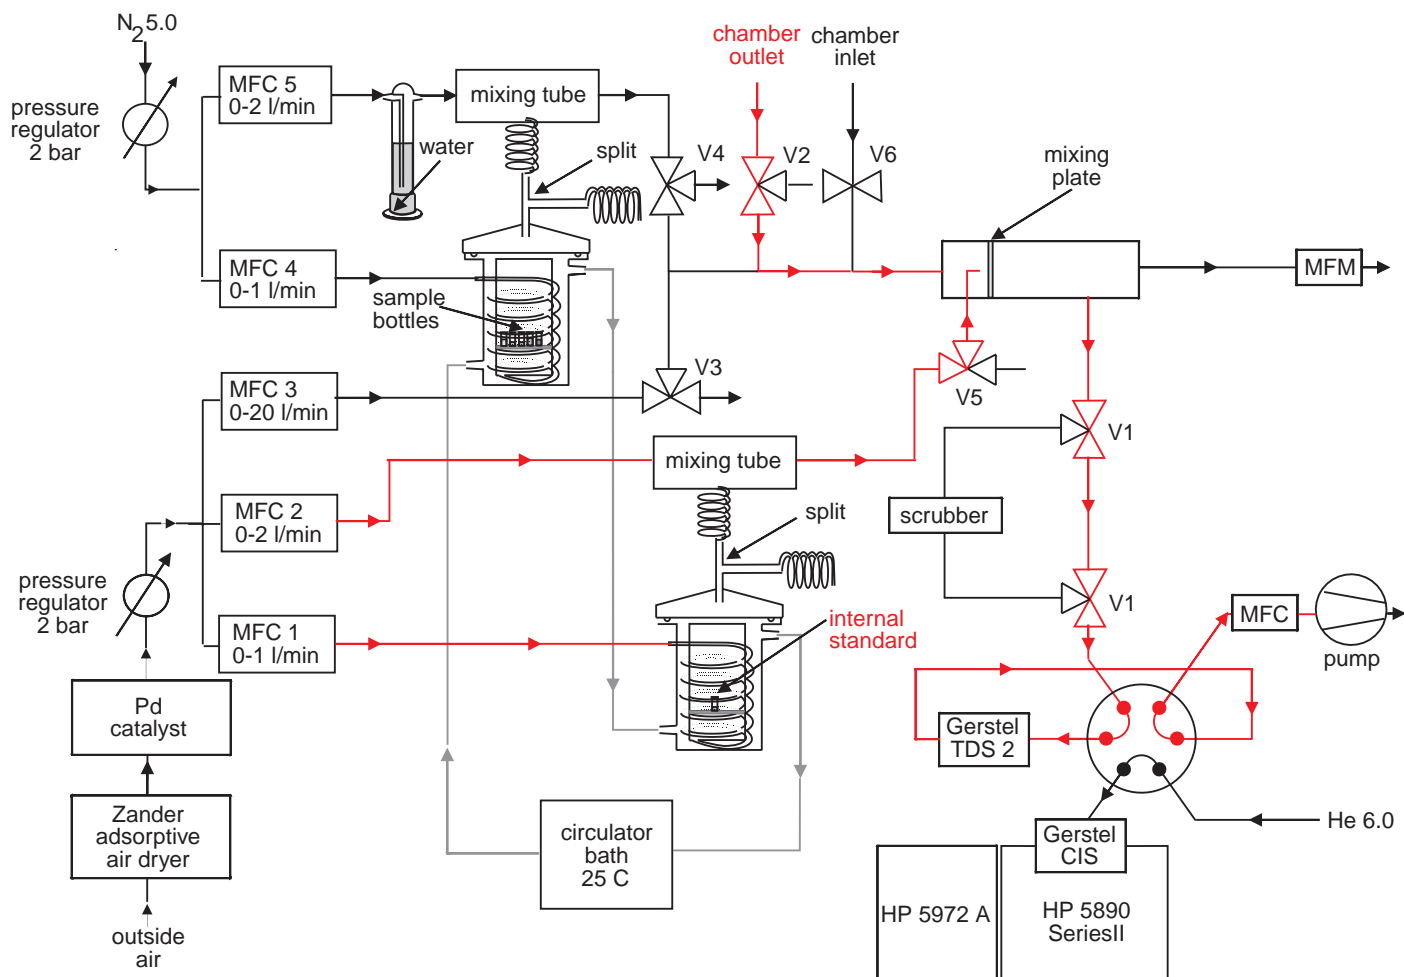 N2 5.0
pressure
regulator
2 bar
MFC 5
0-2 l/min
mixing tube
water
split
V4
chamber
outlet
chamber
inlet
V2
V6
mixing
plate
MFC 4
0-1 l/min
sample
bottles
MFM
MFC 3
0-20 l/min
V3
V5
V1
mixing tube
MFC 2
0-2 l/min
split
scrubber
pressure
regulator
2 bar
V1
MFC
pump
MFC 1
0-1 l/min
internal
standard
Pd
catalyst
Gerstel
TDS 2
Zander
adsorptive
air dryer
circulator
bath
25 C
Gerstel
CIS
He 6.0
HP 5972 A
HP 5890
SeriesII
outside
air